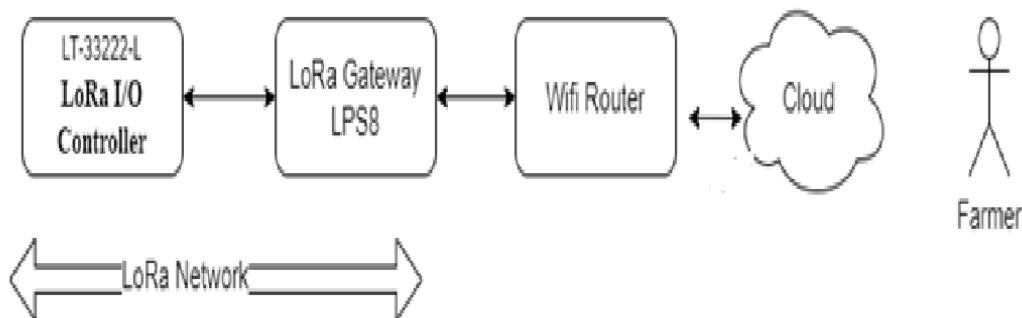 LT-33222-L
LoRa I/O
Controller
LoRa Gateway
LPS8
Wifi Router
Cloud
Farmer
LoRa Network